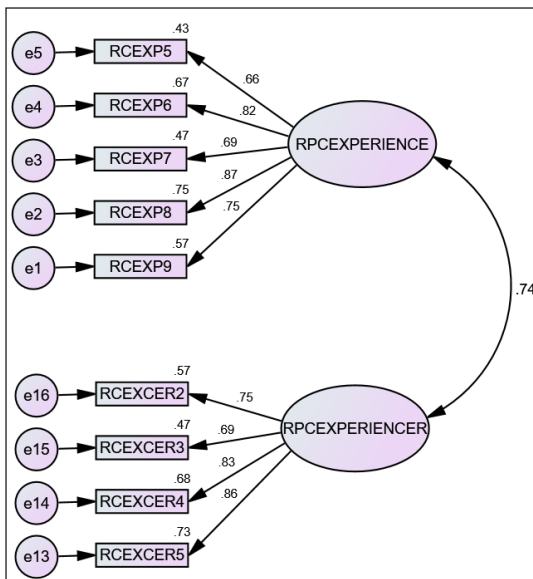 .43
e5 RCEXP5
.66
.67
e4 RCEXP6
.82
.47
e3 RCEXP7
.69
RPCEXPERIENCE
.75
e2 RCEXP8
.87
.57
e1 RCEXP9
.75
.74
.57
e16 RCEXCER2
.75
.47
e15 RCEXCER3
.69
RPCEXPERIENCER
.68
e14 RCEXCER4
.83
.73
e13 RCEXCER5
.86